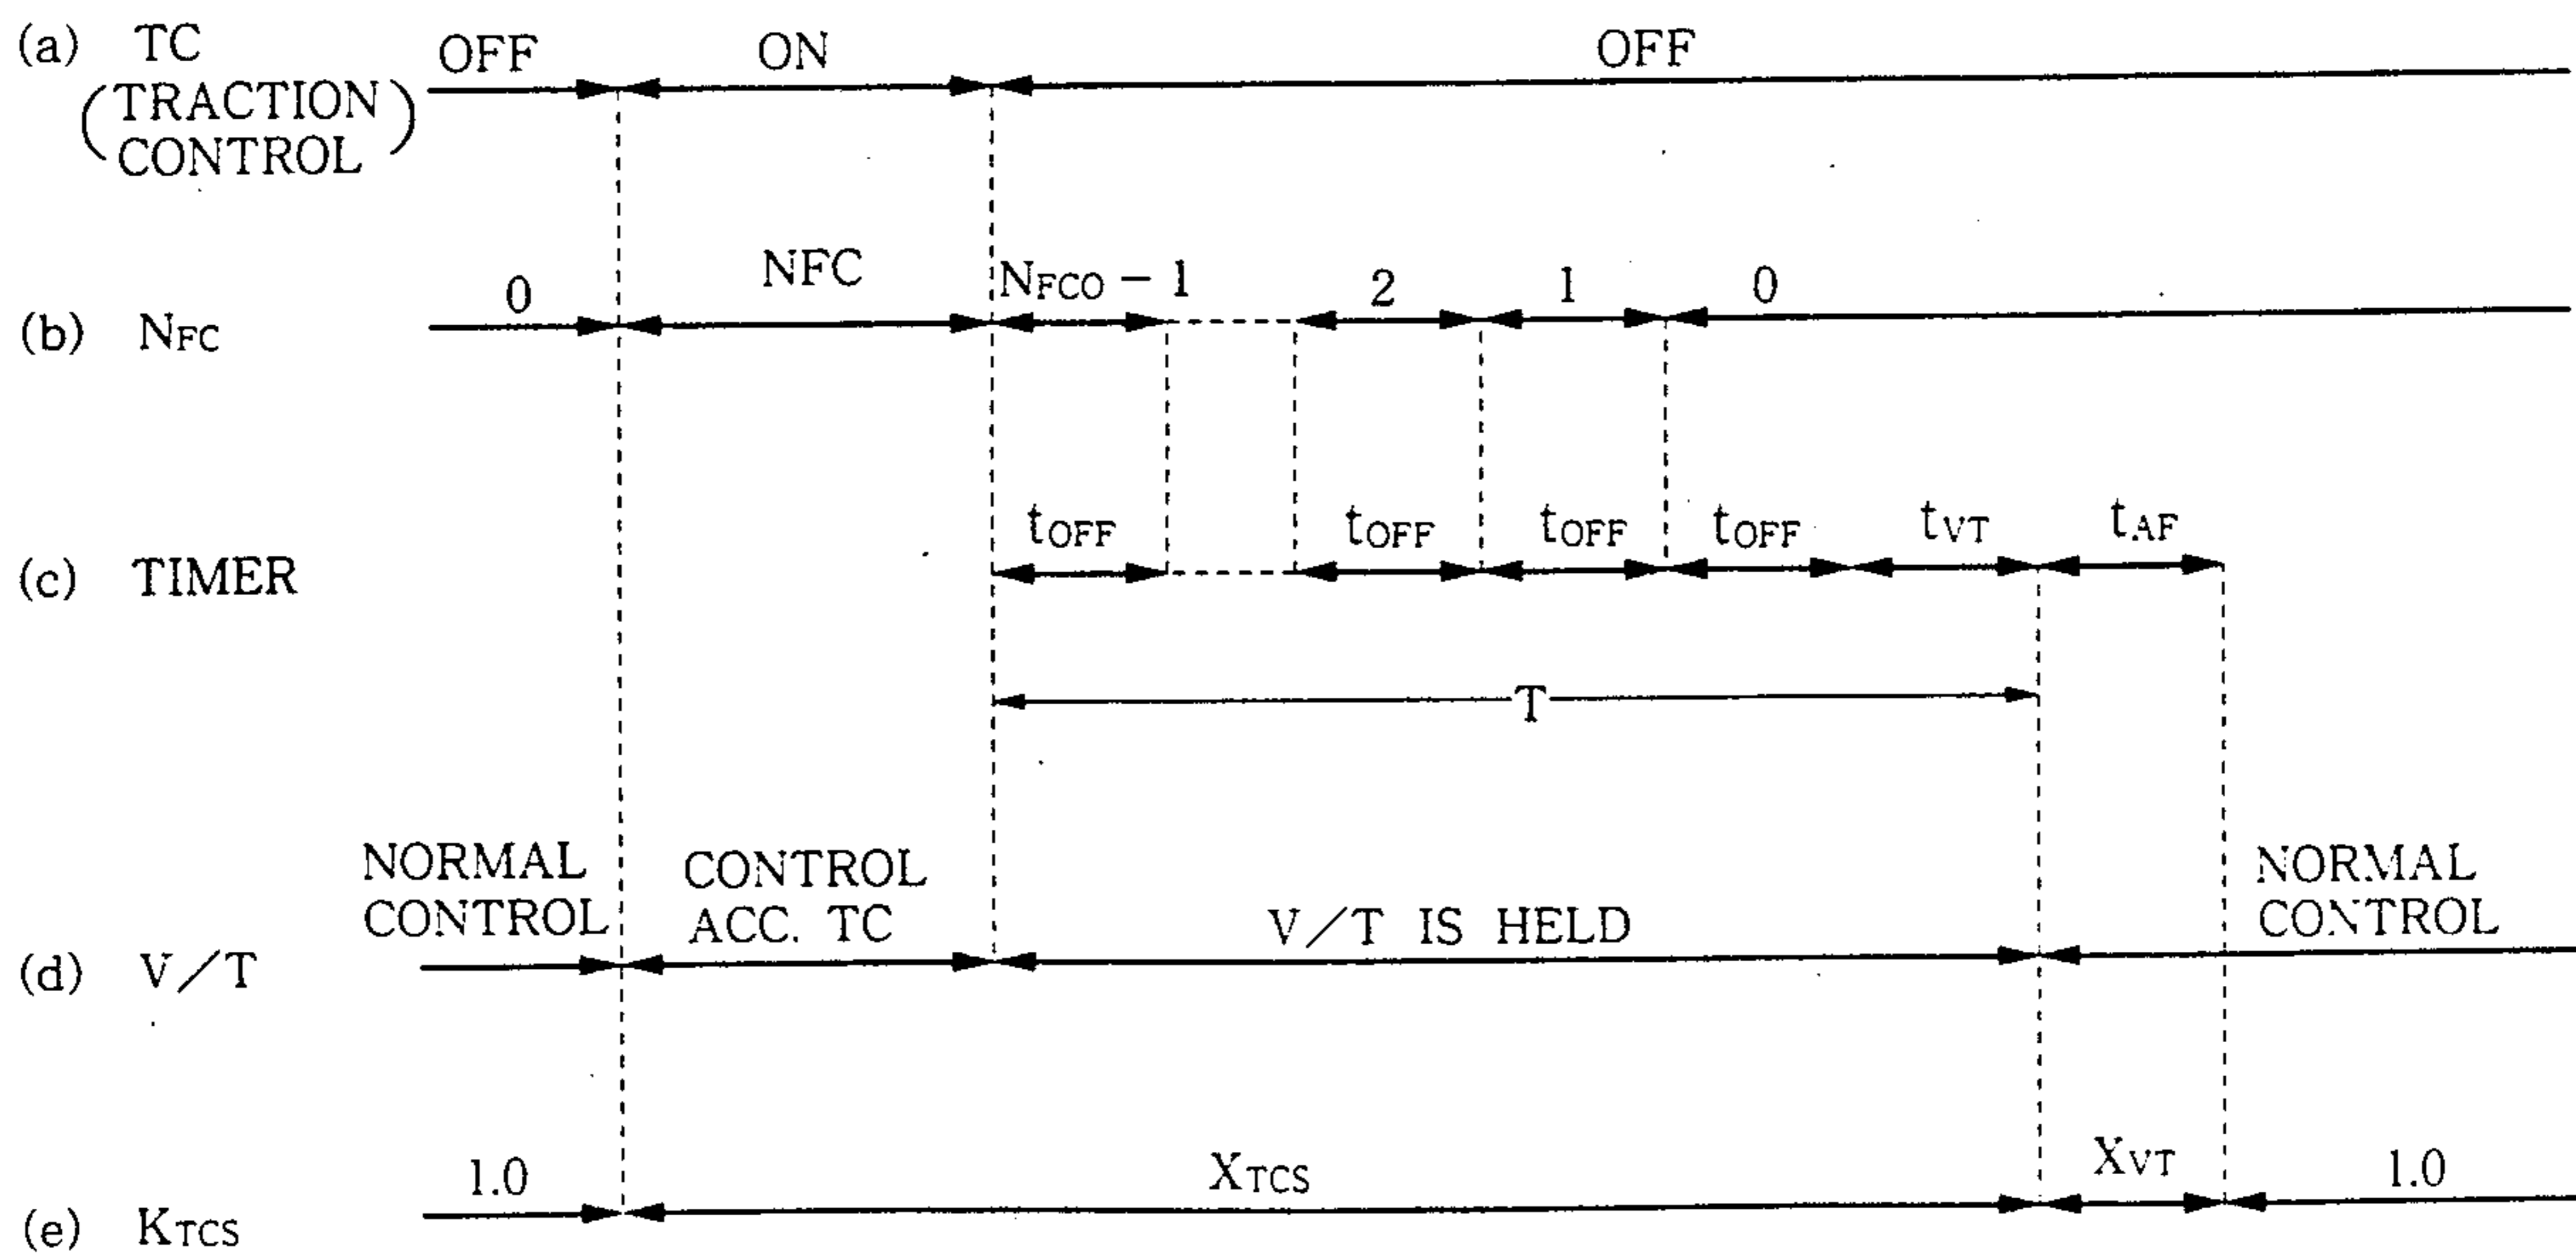 (a) TC OFF ON OFF
(TRACTION
CONTROL)
(b) NFC 0 NFC NFCO − 1 2 1 0
(c) TIMER tOFF tOFF tOFF tOFF tVT tAF
T
NORMAL CONTROL NORMAL
CONTROL ACC. TC V/T IS HELD CONTROL
(d) V/T
1.0 XTCS XVT 1.0
(e) KTCS